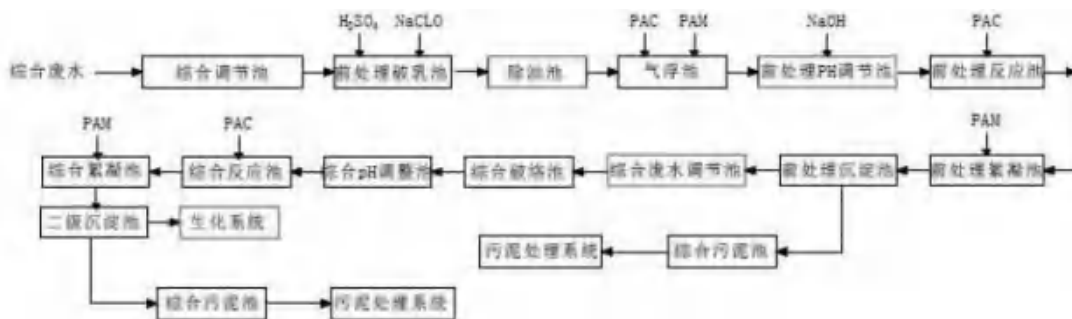 H₂SO₄ NaCLO PAC PAM NaOH PAC
综合废水 综合调节池 前处理破乳池 除油池 气浮池 前处理PH调节池 前处理反应池
PAM PAC PAM
综合絮凝池 综合反应池 综合pH调整池 综合破络池 综合废水调节池 前处理沉淀池 前处理絮凝池
二级沉淀池 生化系统
污泥处理系统 综合污泥池
综合污泥池 污泥处理系统